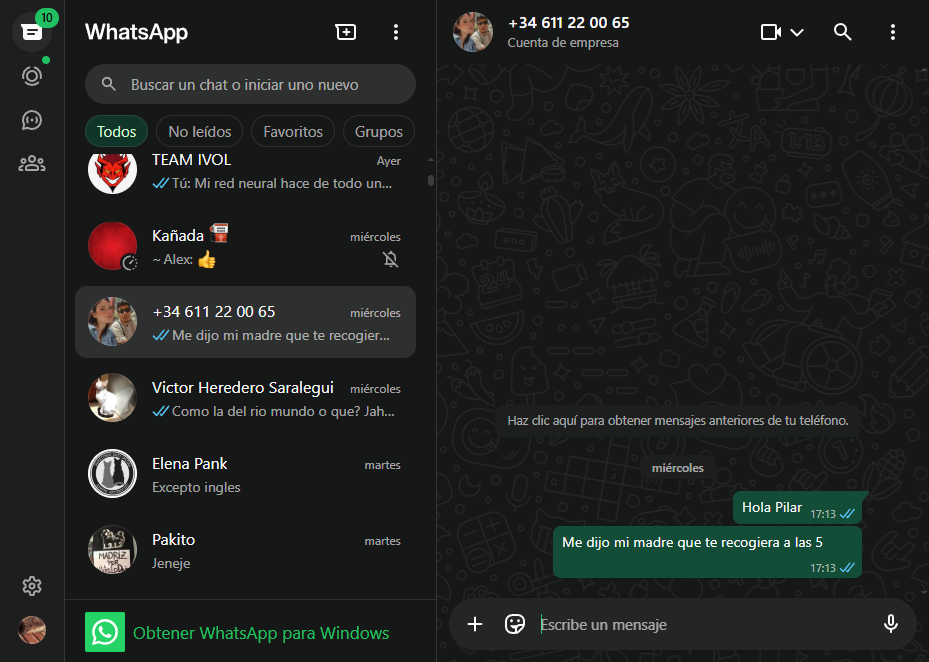 10
WhatsApp
Buscar un chat o iniciar uno nuevo
Todos
No leídos
Favoritos
Grupos
TEAM IVOL
Ayer
Tú: Mi red neural hace de todo un...
Kañada
miércoles
~ Alex: 👍
+34 611 22 00 65
miércoles
Me dijo mi madre que te recogier...
Victor Heredero Saralegui
miércoles
Como la del rio mundo o que? Jah...
Elena Pank
martes
Excepto ingles
Pakito
martes
Jeneje
MADRIZ
Obtener WhatsApp para Windows
+34 611 22 00 65
Cuenta de empresa
Haz clic aquí para obtener mensajes anteriores de tu teléfono.
miércoles
Hola Pilar
17:13
Me dijo mi madre que te recogiera a las 5
17:13
Escribe un mensaje